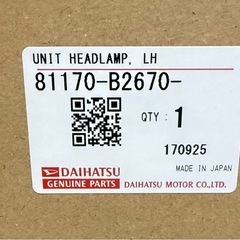 UNIT HEADLAMP, LH
81170-B2670-
QTY: 1
170925
MADE IN JAPAN
DAIHATSU
GENUINE PARTS DAIHATSU MOTOR CO.,LTD.